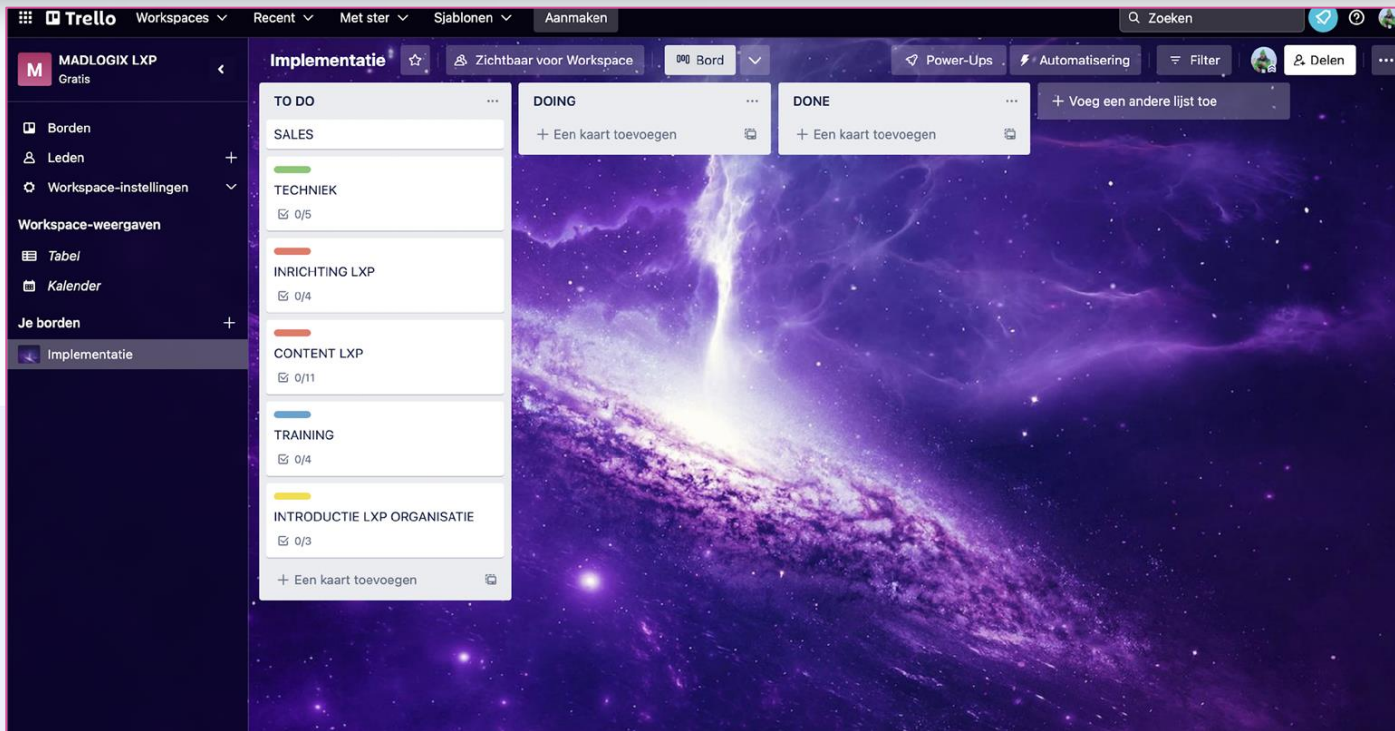 Trello Workspaces Recent Met ster Sjablonen Aanmaken Zoeken
M MADLOGIX LXP
Gratis
Borden
Leden
Workspace-instellingen
Workspace-weergaven
Tabel
Kalender
Je borden
Implementatie
Implementatie Zichtbaar voor Workspace Bord Power-Ups Automatisering Filter Delen
TO DO
SALES
TECHNIEK
0/5
INRICHTING LXP
0/4
CONTENT LXP
0/11
TRAINING
0/4
INTRODUCTIE LXP ORGANISATIE
0/3
+ Een kaart toevoegen
DOING
+ Een kaart toevoegen
DONE
+ Een kaart toevoegen
+ Voeg een andere lijst toe